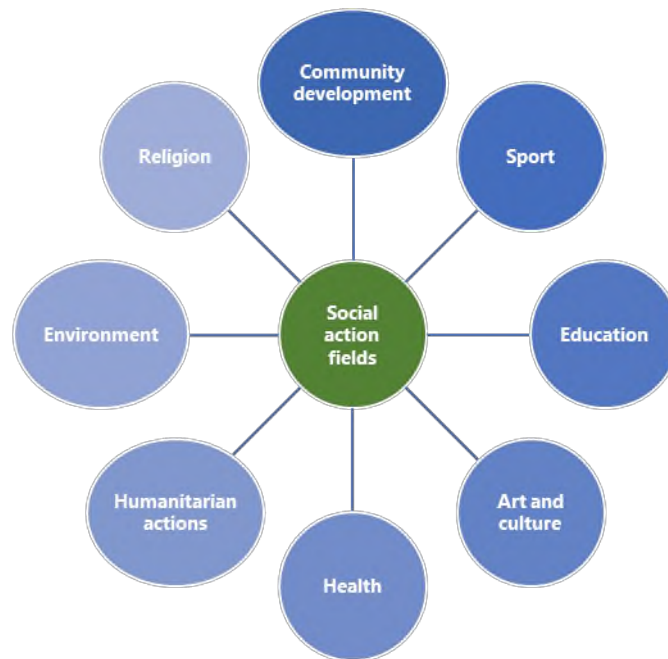 Community
development
Religion
Sport
Environment
Social
action
fields
Education
Humanitarian
actions
Art and
culture
Health